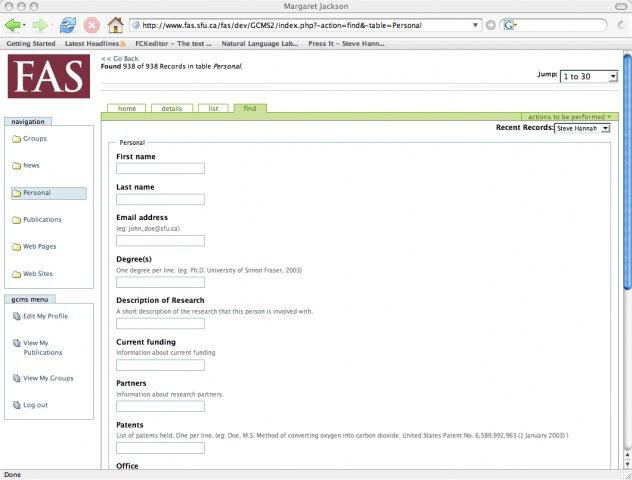 Margaret Jackson
http://www.fas.sfu.ca/fas/dev/GCMS2/index.php?-action=find&-table=Personal
Getting Started Latest Headlines FCKeditor - The text ... Natural Language Lab... Press It - Steve Hann...
FAS
<< Go Back
Found 938 of 938 Records in table Personal.
Jump: 1 to 30
home details list find
actions to be performed
Recent Records: Steve Hannah
navigation
Groups
News
Personal
Publications
Web Pages
Web Sites
gcms menu
Edit My Profile
View My
Publications
View My Groups
Log out
Personal
First name
Last name
Email address
(eg: john_doe@sfu.ca)
Degree(s)
One degree per line. (eg: Ph.D. University of Simon Fraser, 2003)
Description of Research
A short description of the research that this person is involved with.
Current funding
Information about current funding
Partners
Information about research partners.
Patents
List of patents held. One per line. (eg: Doe, M.S. Method of converting oxygen into carbon dioxide. United States Patent No. 6,589,992,963 (1 January 2003) )
Office
Done